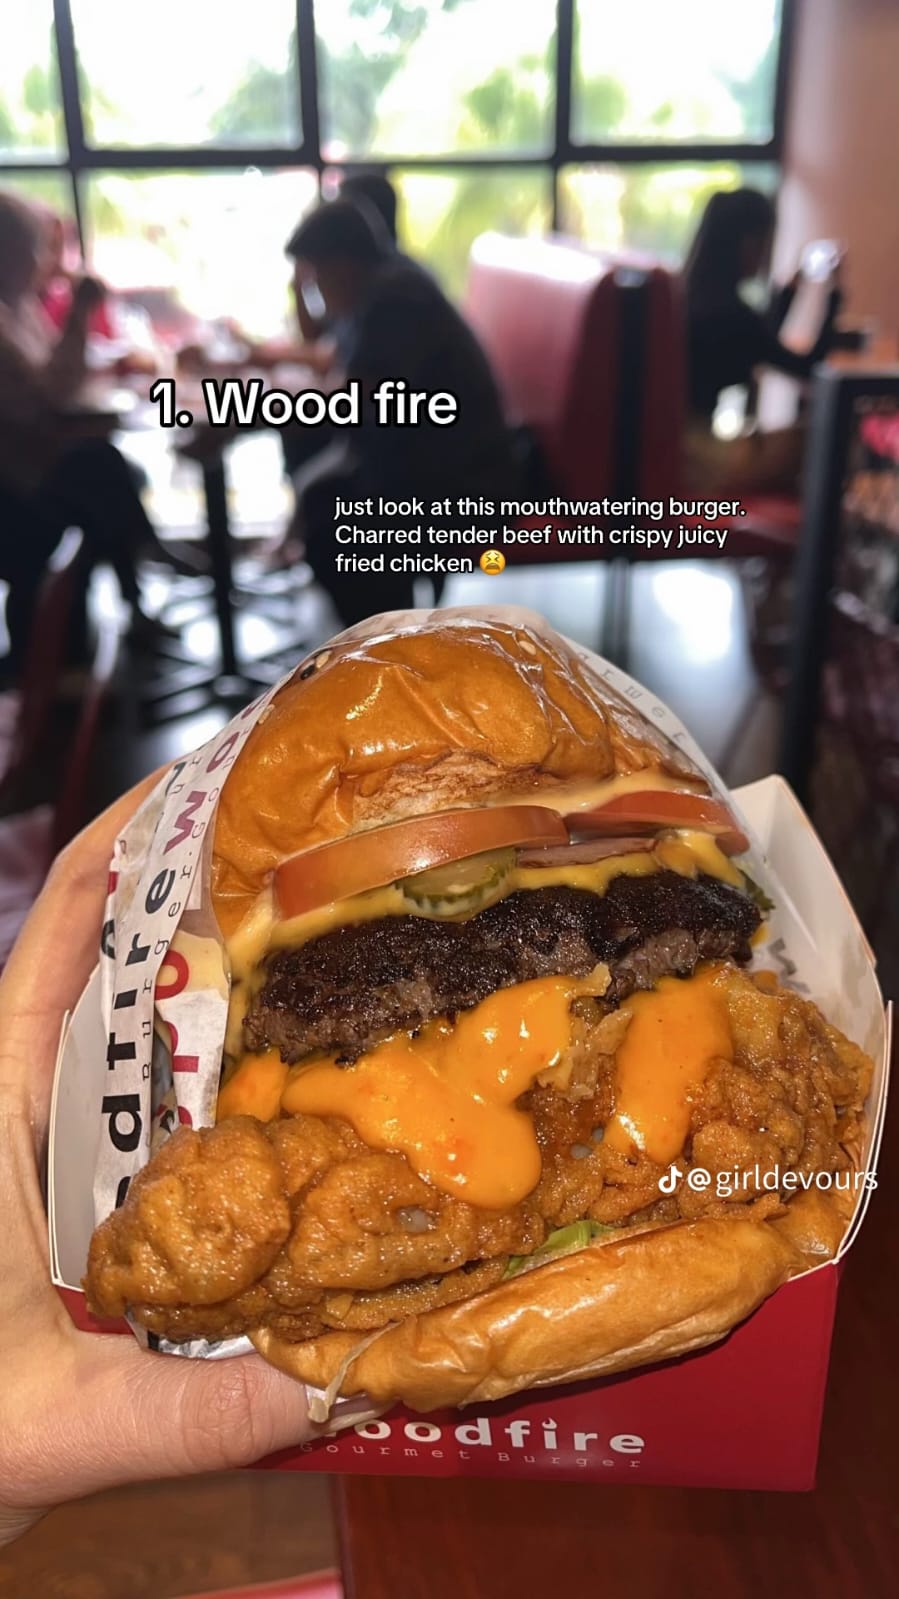 1. Wood fire
just look at this mouthwatering burger.
Charred tender beef with crispy juicy
fried chicken 😫
@girldevours
woodfire
Gourmet Burger